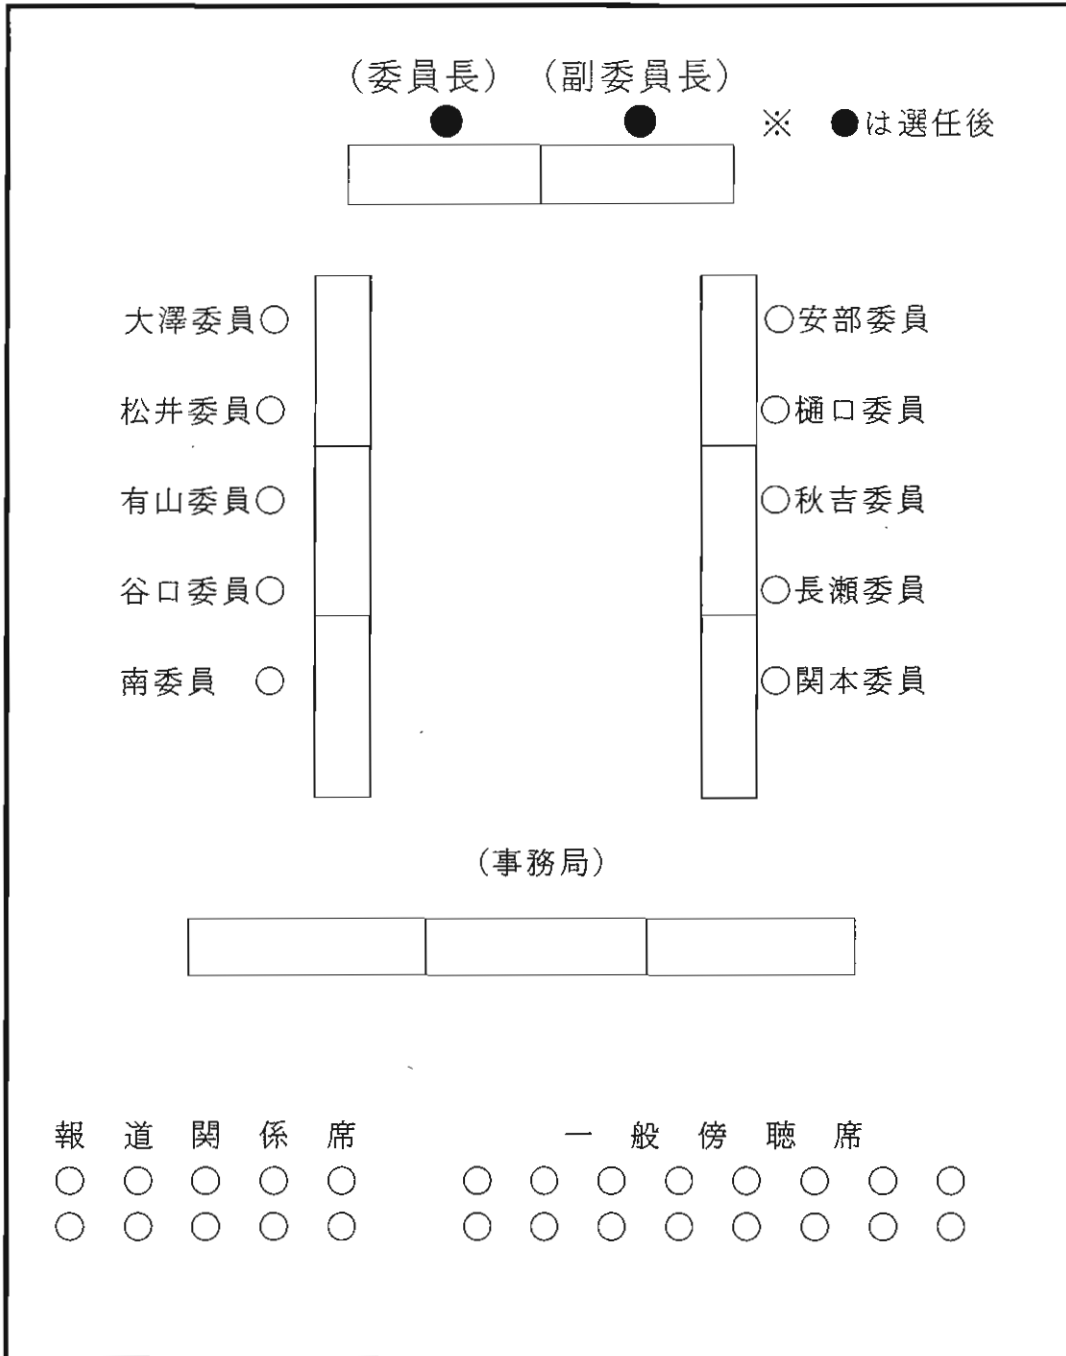 （委員長）（副委員長）
※ ●は選任後
大澤委員○ ○安部委員
松井委員○ ○樋口委員
有山委員○ ○秋吉委員
谷口委員○ ○長瀬委員
南委員 ○ ○関本委員
（事務局）
報道関係席 一般傍聴席
○○○○○ ○○○○○○○○
○○○○○ ○○○○○○○○